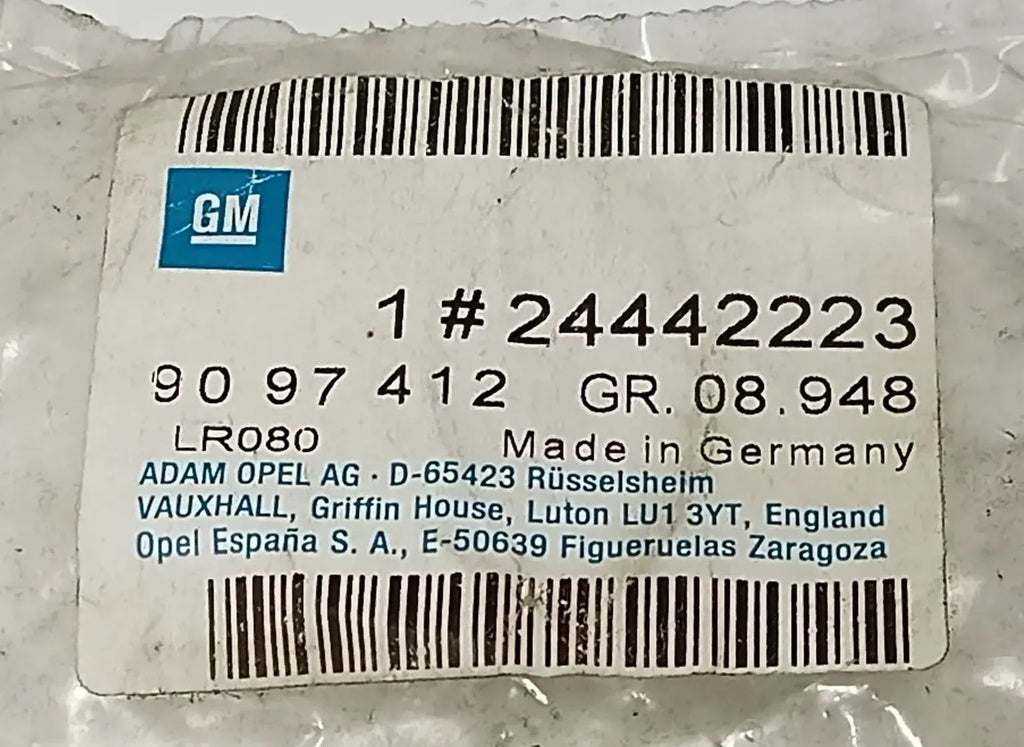 GM
.1 # 24442223
90 97 412 GR. 08.948
LR080 Made in Germany
ADAM OPEL AG · D-65423 Rüsselsheim
VAUXHALL, Griffin House, Luton LU1 3YT, England
Opel España S. A., E-50639 Figueruelas Zaragoza